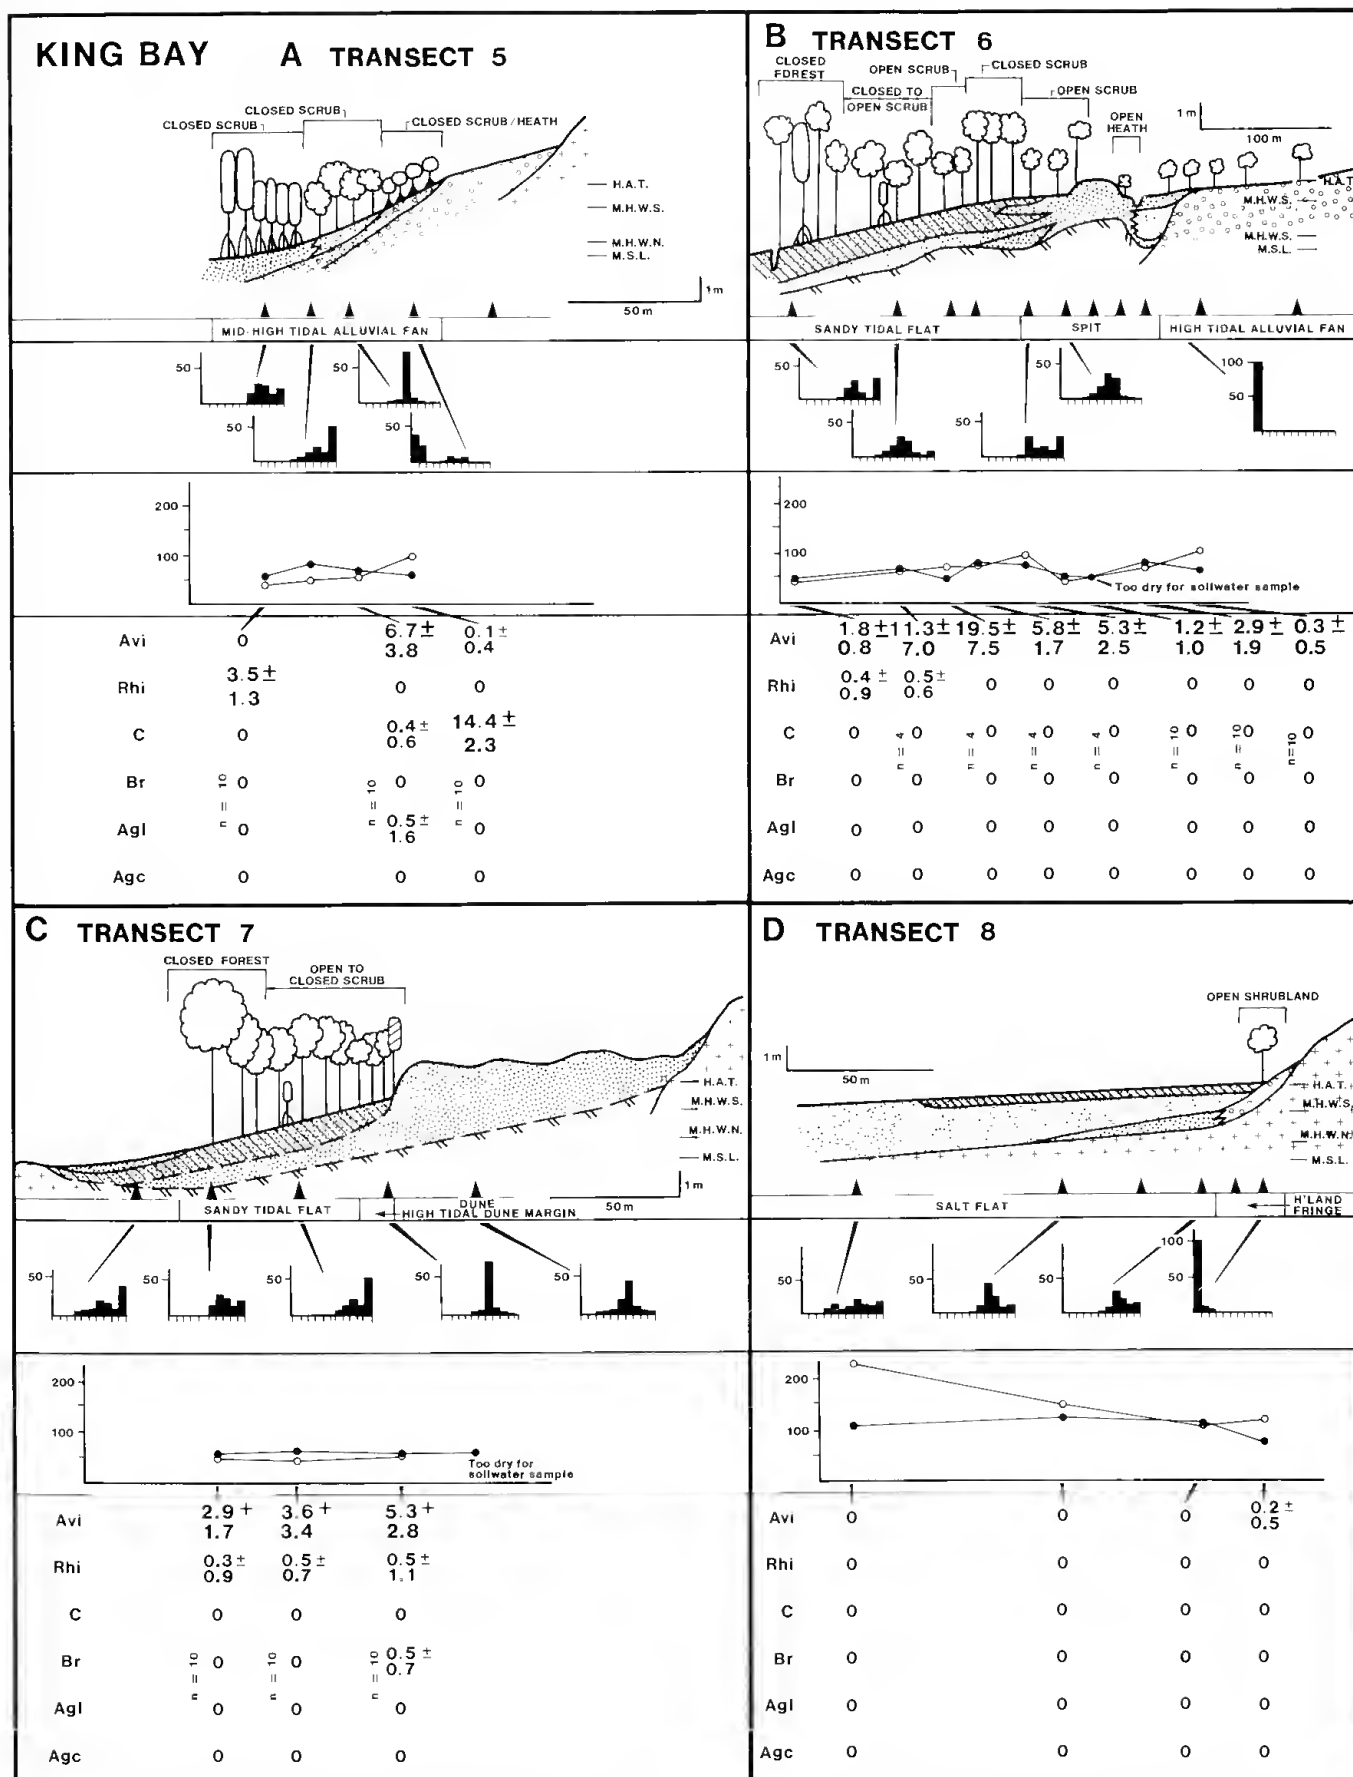 KING BAY A TRANSECT 5
CLOSED SCRUB
CLOSED SCRUB
CLOSED SCRUB/HEATH
H.A.T.
M.H.W.S.
M.H.W.N.
M.S.L.
1m
50m
MID-HIGH TIDAL ALLUVIAL FAN
50
50
50
50
200
100
Avi 0 6.7± 3.8 0.1± 0.4
Rhi 3.5± 1.3 0 0
C 0 0.4± 0.6 14.4± 2.3
Br 0 0 0
n = 10 n = 10 n = 10
Agl 0 0.5± 1.6 0
Agc 0 0 0
B TRANSECT 6
CLOSED FOREST
OPEN SCRUB
CLOSED SCRUB
CLOSED TO OPEN SCRUB
OPEN SCRUB
OPEN HEATH
1m
100m
H.A.T.
M.H.W.S.
M.H.W.S.
M.S.L.
SANDY TIDAL FLAT SPIT HIGH TIDAL ALLUVIAL FAN
50
50
50
50
100
50
200
100
Too dry for soilwater sample
Avi 1.8± 0.8 11.3± 7.0 19.5± 7.5 5.8± 1.7 5.3± 2.5 1.2± 1.0 2.9± 1.9 0.3± 0.5
Rhi 0.4± 0.9 0.5± 0.6 0 0 0 0 0 0
C 0 0 0 0 0 0 0 0
n = 4 n = 4 n = 4 n = 4 n = 10 n = 10 n=10
Br 0 0 0 0 0 0 0 0
Agl 0 0 0 0 0 0 0 0
Agc 0 0 0 0 0 0 0 0
C TRANSECT 7
CLOSED FOREST
OPEN TO CLOSED SCRUB
H.A.T.
M.H.W.S.
M.H.W.N.
M.S.L.
1m
50m
SANDY TIDAL FLAT
DUNE
HIGH TIDAL DUNE MARGIN
50
50
50
50
50
200
100
Too dry for
soilwater sample
Avi 2.9+ 1.7 3.6+ 3.4 5.3+ 2.8
Rhi 0.3± 0.9 0.5± 0.7 0.5± 1.1
C 0 0 0
Br 0 0 0.5± 0.7
n = 10 n = 10 n = 10
Agl 0 0 0
Agc 0 0 0
D TRANSECT 8
OPEN SHRUBLAND
1m
50m
H.A.T.
M.H.W.S.
M.H.W.N.
M.S.L.
SALT FLAT
H'LAND
FRINGE
50
50
50
100
50
200
100
Avi 0 0 0 0.2± 0.5
Rhi 0 0 0 0
C 0 0 0 0
Br 0 0 0 0
Agl 0 0 0 0
Agc 0 0 0 0